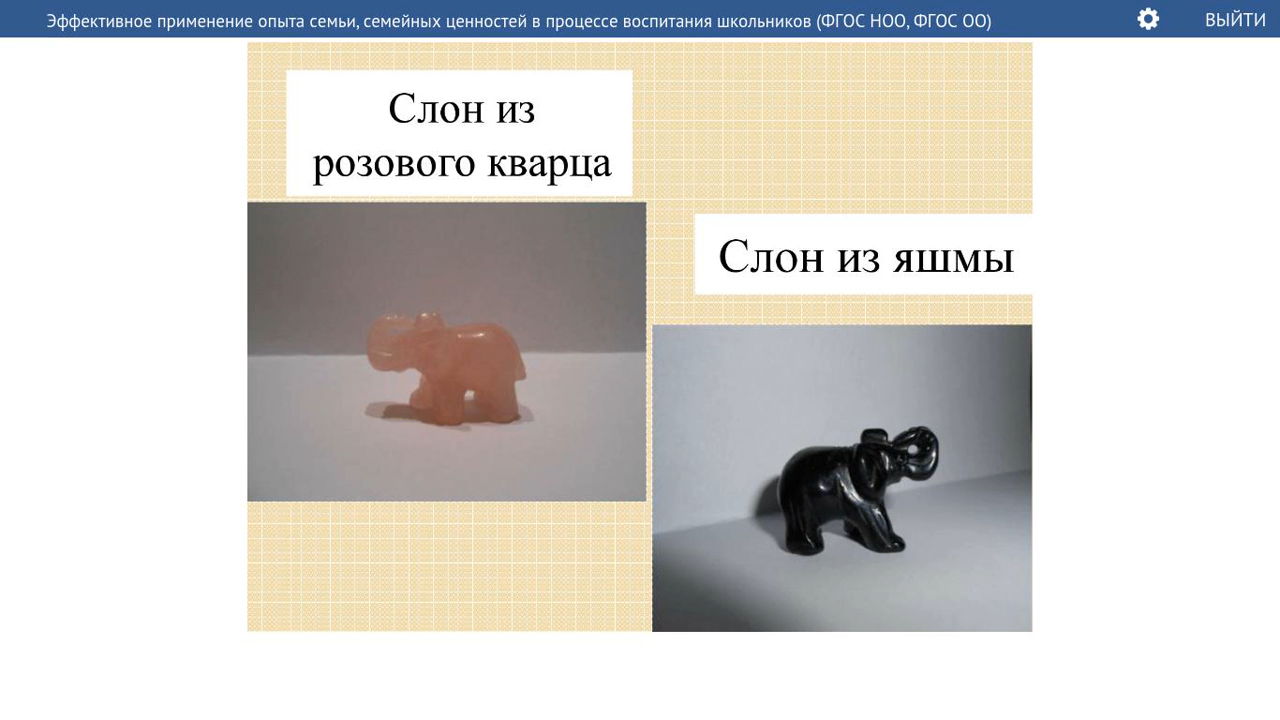 Эффективное применение опыта семьи, семейных ценностей в процессе воспитания школьников (ФГОС НОО, ФГОС ОО)
ВЫЙТИ
Слон из
розового кварца
Слон из яшмы